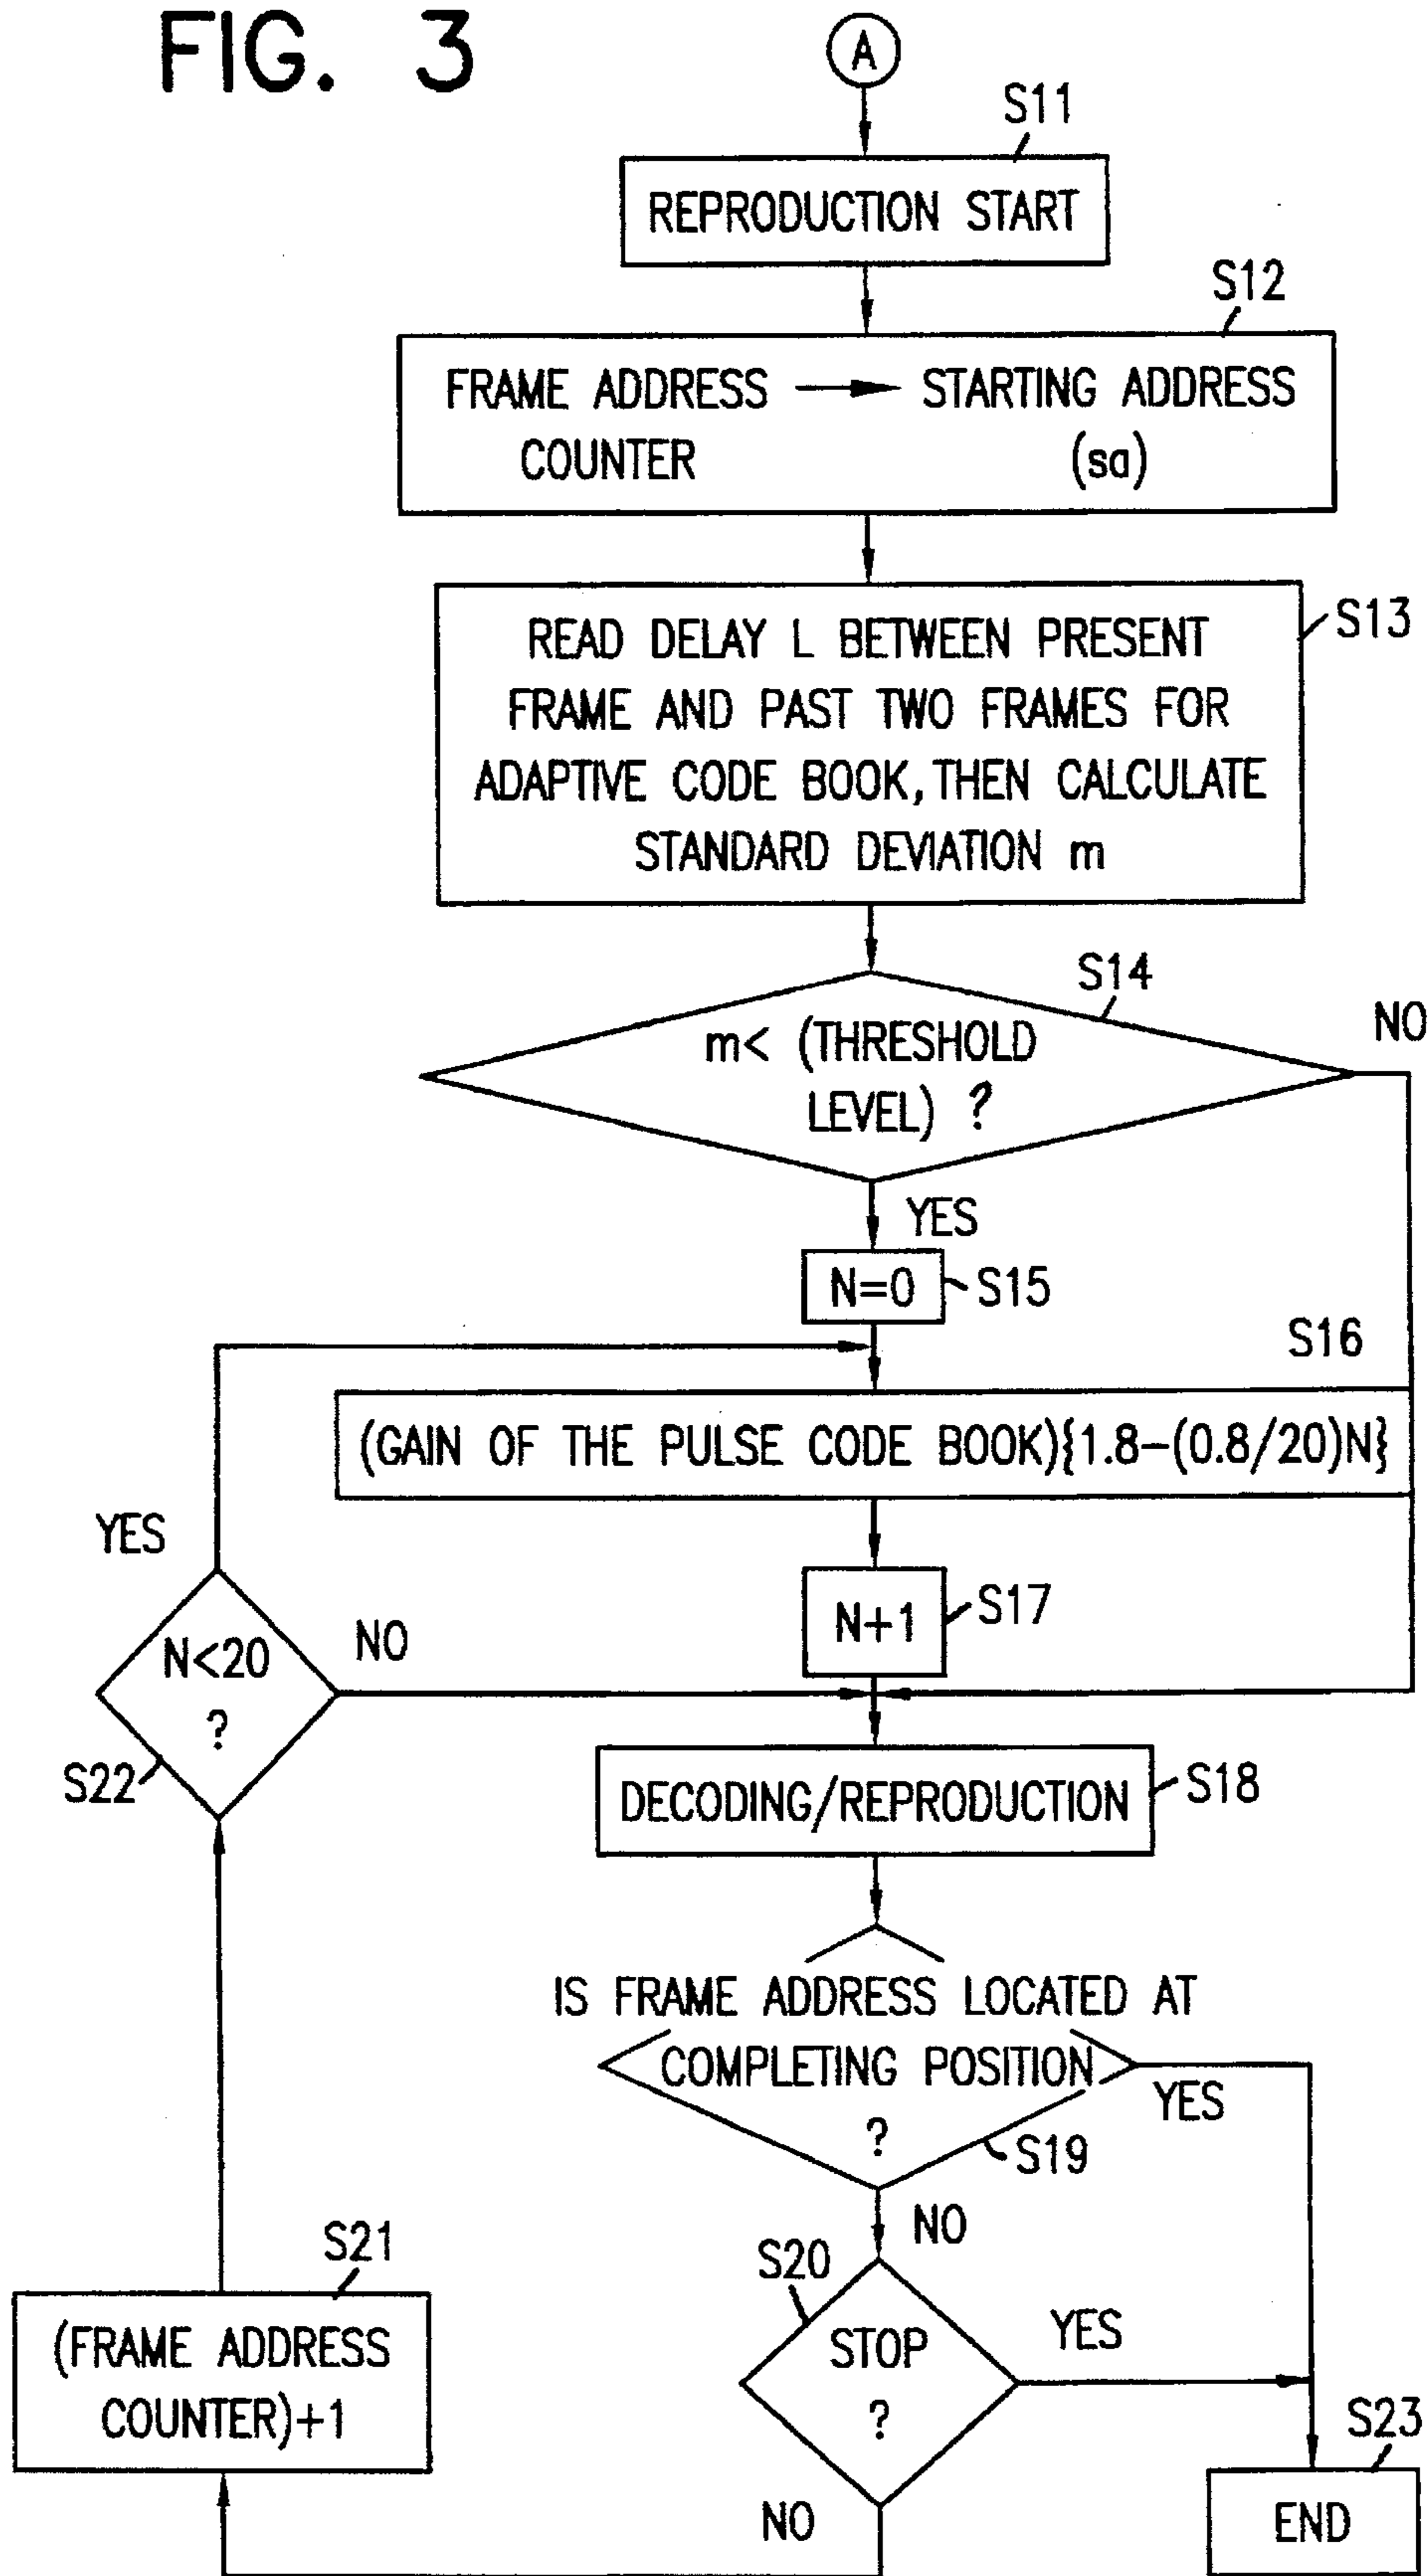 FIG. 3
A
S11
REPRODUCTION START
S12
FRAME ADDRESS → STARTING ADDRESS
COUNTER (sa)
S13
READ DELAY L BETWEEN PRESENT
FRAME AND PAST TWO FRAMES FOR
ADAPTIVE CODE BOOK, THEN CALCULATE
STANDARD DEVIATION m
S14
NO
m< (THRESHOLD
LEVEL) ?
YES
N=0
S15
S16
(GAIN OF THE PULSE CODE BOOK){1.8-(0.8/20)N}
YES
N+1
S17
N<20
?
NO
S22
DECODING/REPRODUCTION
S18
IS FRAME ADDRESS LOCATED AT
COMPLETING POSITION
?
YES
S19
NO
S20
STOP
?
YES
S21
(FRAME ADDRESS
COUNTER)+1
NO
S23
END